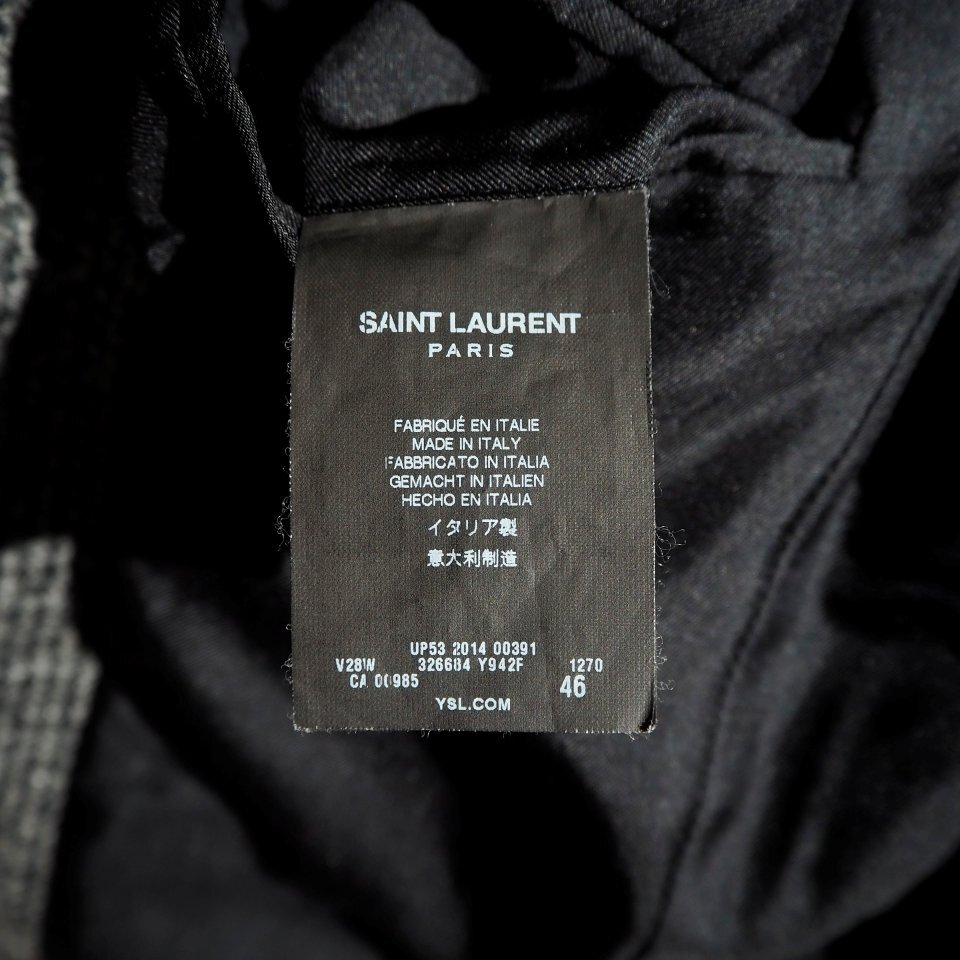 SAINT LAURENT
PARIS
FABRIQUÉ EN ITALIE
MADE IN ITALY
FABBRICATO IN ITALIA
GEMACHT IN ITALIEN
HECHO EN ITALIA
イタリア製
意大利制造
UP53 2014 00391
V28W 326684 Y942F 1270
CA 00985 46
YSL.COM